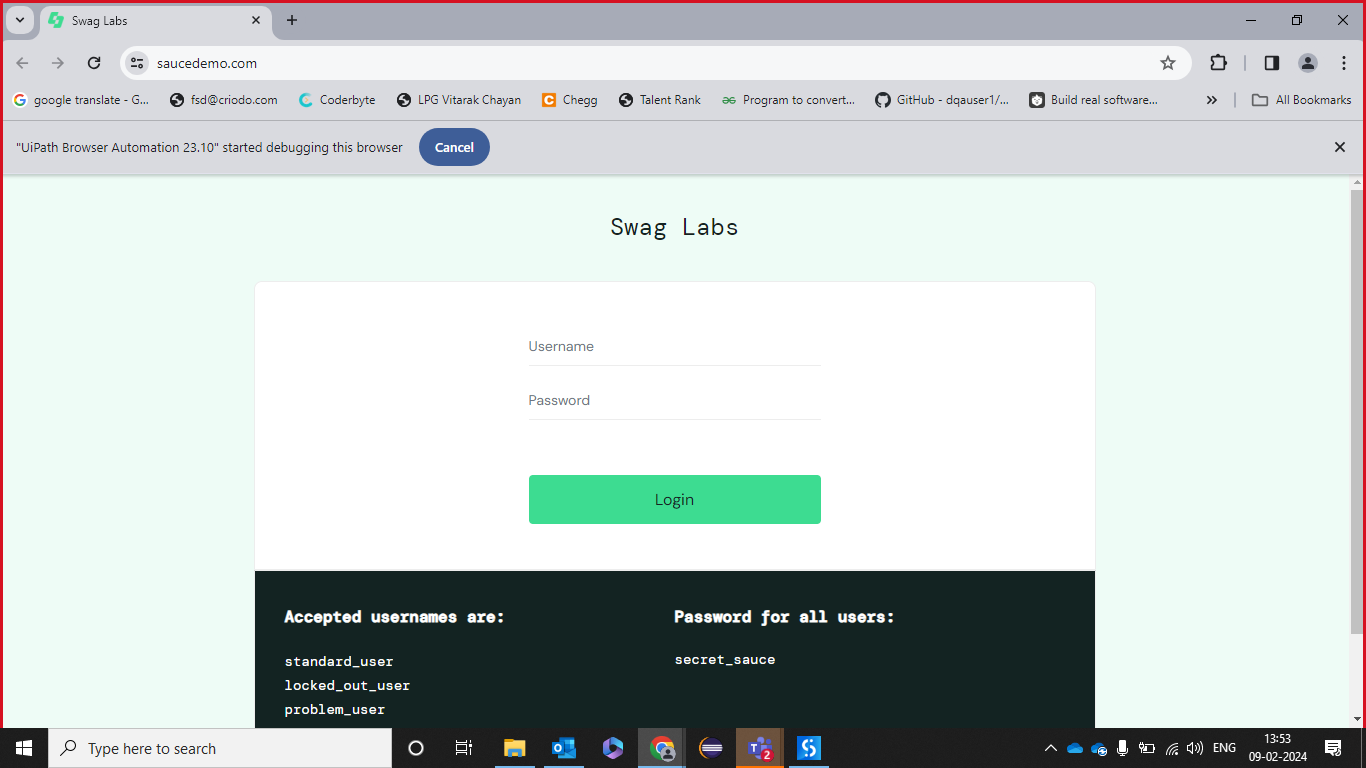 Swag Labs
saucedemo.com
google translate - G...
fsd@criodo.com
Coderbyte
LPG Vitarak Chayan
Chegg
Talent Rank
Program to convert...
GitHub - dqauser1/...
Build real software...
All Bookmarks
"UiPath Browser Automation 23.10" started debugging this browser
Cancel
Swag Labs
Username
Password
Login
Accepted usernames are:
standard_user
locked_out_user
problem_user
Password for all users:
secret_sauce
Type here to search
T
2
ENG
13:53
09-02-2024